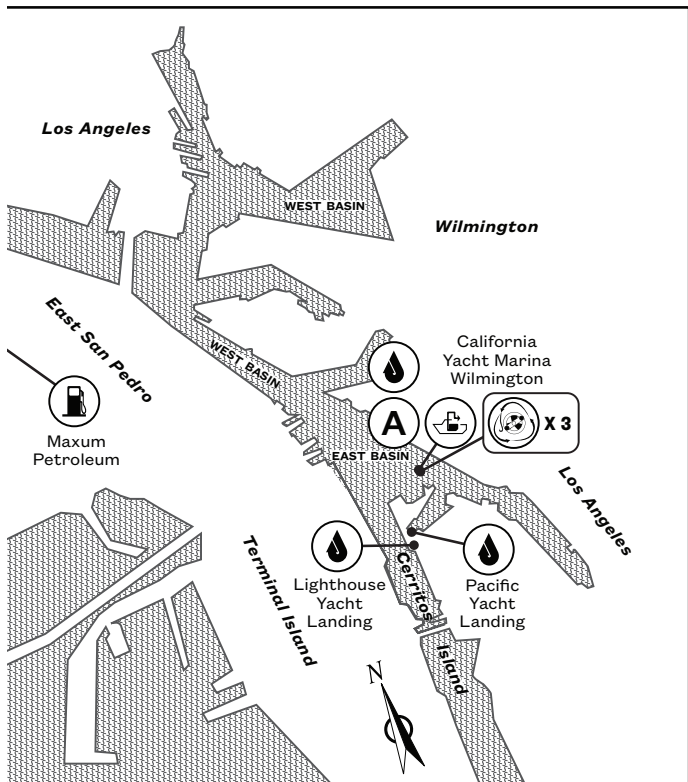 Los Angeles
WEST BASIN
Wilmington
East San Pedro
WEST BASIN
California
Yacht Marina
Wilmington
A
X 3
Maxum
Petroleum
EAST BASIN
Los Angeles
Terminal Island
Lighthouse
Yacht
Landing
Cerritos
Island
Pacific
Yacht
Landing
N